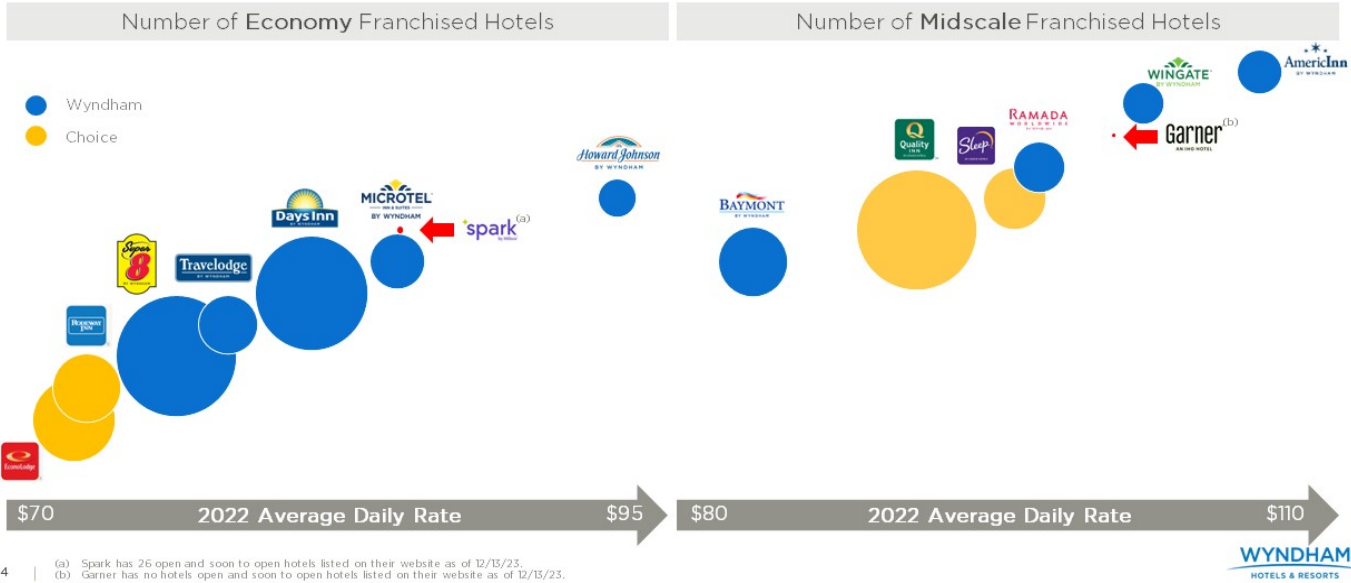 Number of Economy Franchised Hotels
Number of Midscale Franchised Hotels
Wyndham
Choice
EconoLodge
RODEWAY INN
Super 8
BY WYNDHAM
Travelodge
BY WYNDHAM
Days Inn
BY WYNDHAM
MICROTEL
INN & SUITES
BY WYNDHAM
spark (a)
by Hilton
Howard Johnson
BY WYNDHAM
BAYMONT
BY WYNDHAM
Q
Quality
INN
Sleep
RAMADA
WORLDWIDE
BY WYNDHAM
WINGATE
BY WYNDHAM
Garner (b)
AN IHG HOTEL
AmericInn
BY WYNDHAM
$70 2022 Average Daily Rate $95
$80 2022 Average Daily Rate $110
4
(a) Spark has 26 open and soon to open hotels listed on their website as of 12/13/23.
(b) Garner has no hotels open and soon to open hotels listed on their website as of 12/13/23.
WYNDHAM
HOTELS & RESORTS